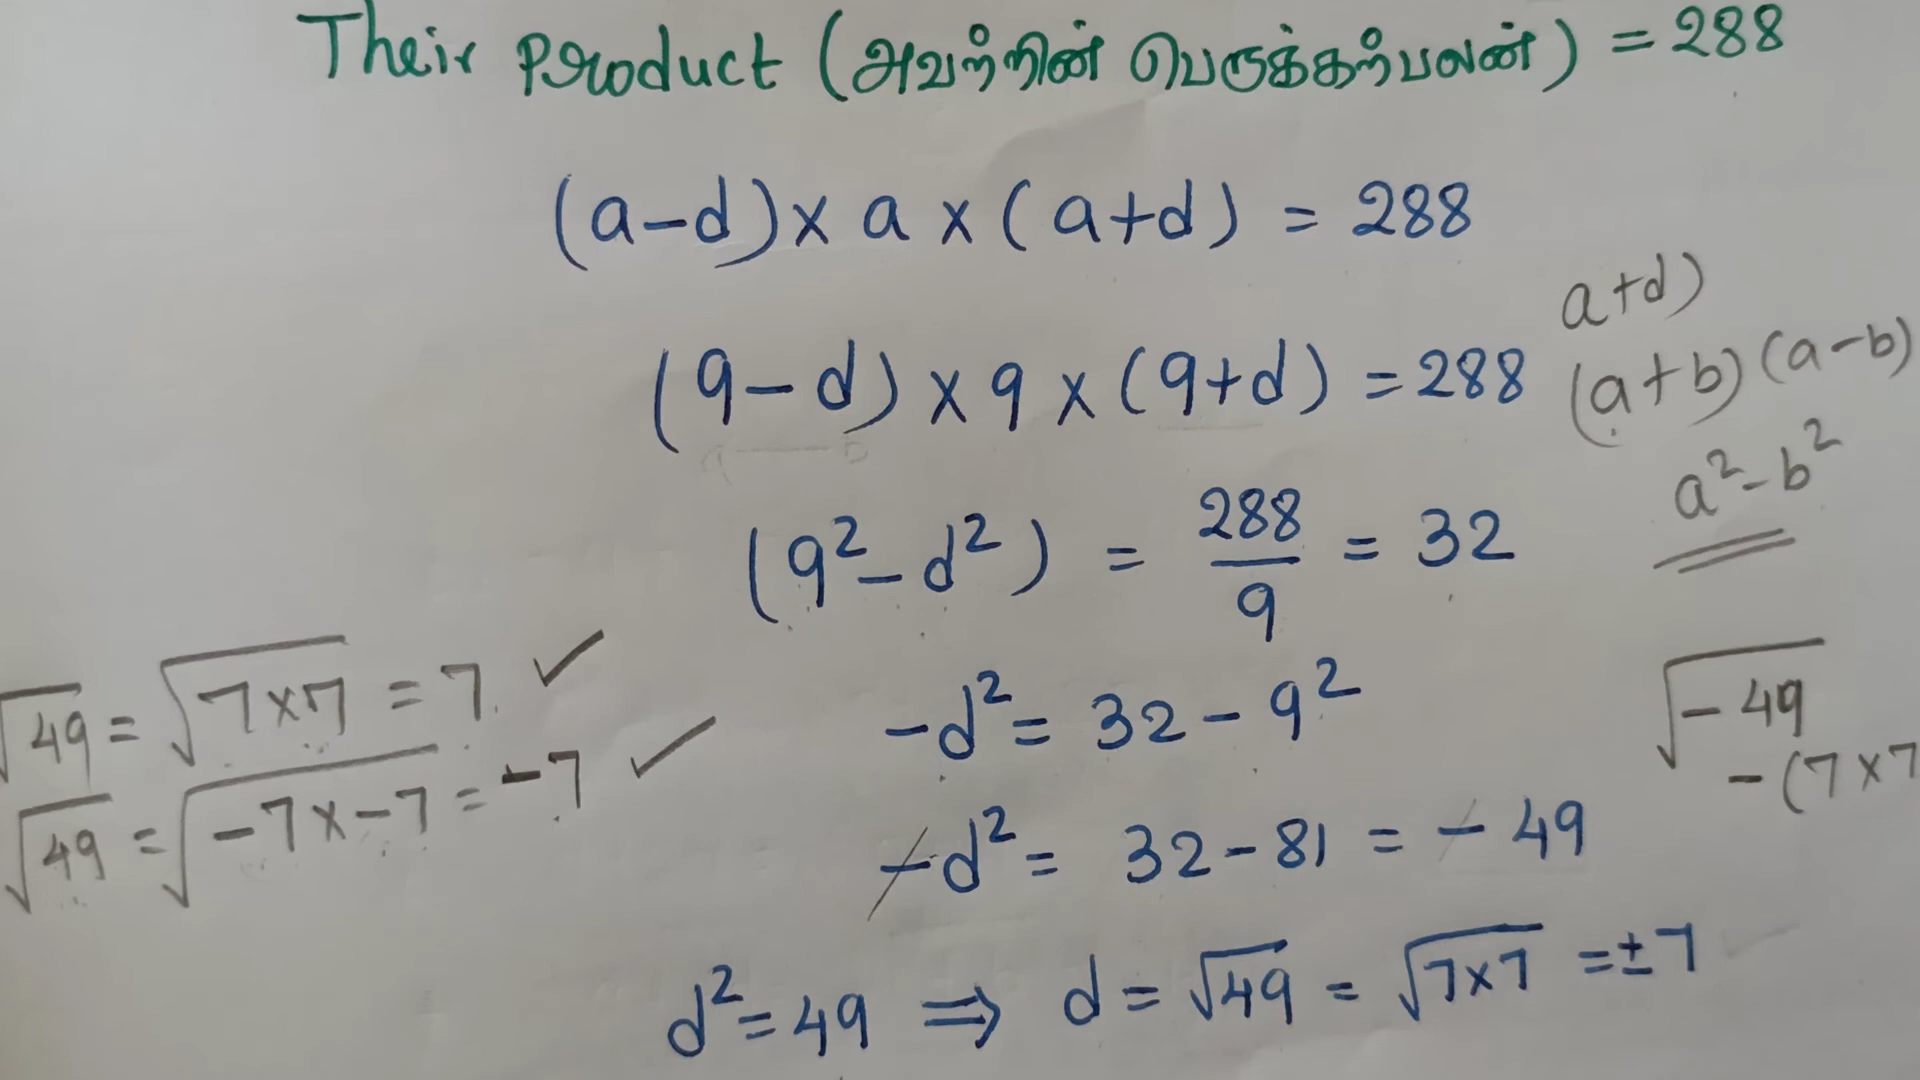 Their Product (அவற்றின் பெருக்கற்பலன்) = 288
(a-d) x a x (a+d) = 288
a+d)
(9-d) x 9 x (9+d) = 288
(a+b) (a-b)
a² - b²
(9² - d²) = 288/9 = 32
√49 = √7x7 = 7 ✓
-d² = 32 - 9²
√-49
-(7x7
√49 = √-7x-7 = -7 ✓
-d² = 32 - 81 = -49
d² = 49 ⇒ d = √49 = √7x7 = ±7